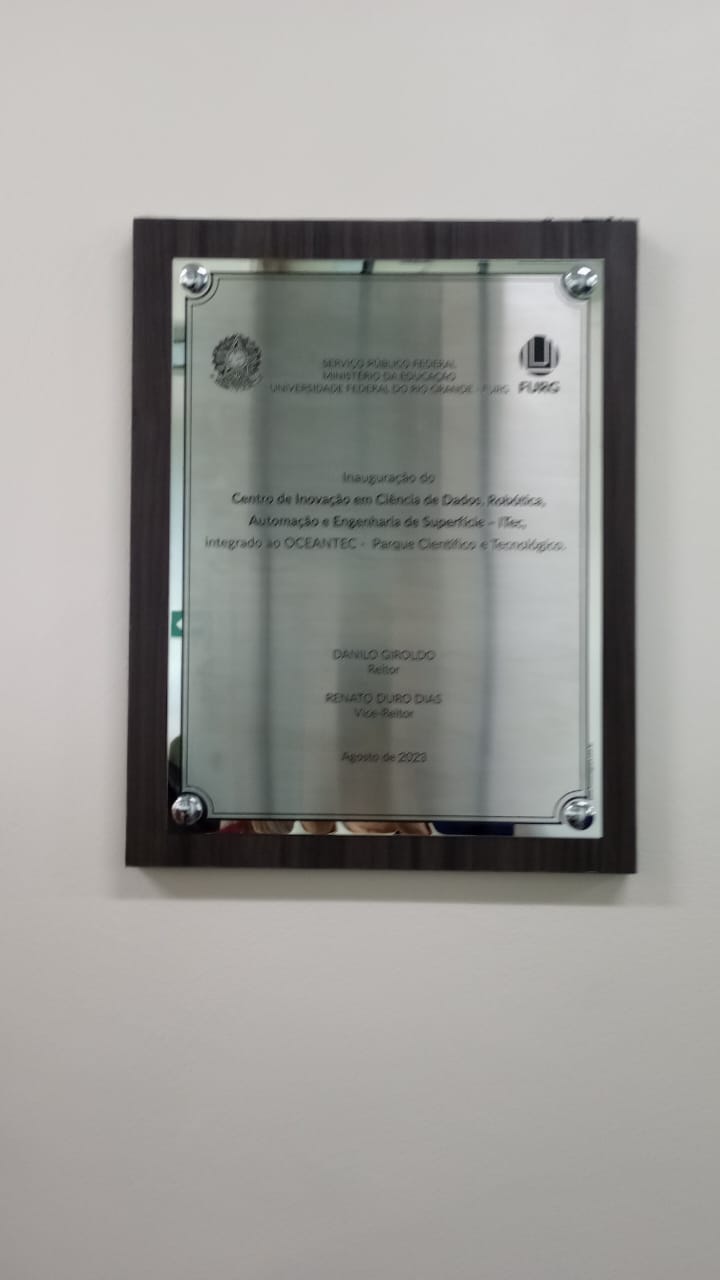 SERVIÇO PÚBLICO FEDERAL
MINISTÉRIO DA EDUCAÇÃO
UNIVERSIDADE FEDERAL DO RIO GRANDE - FURG
FURG
Inauguração do
Centro de Inovação em Ciência de Dados, Robótica,
Automação e Engenharia de Superfície – ITec,
integrado ao OCEANTEC - Parque Científico e Tecnológico.
DANILO GIROLDO
Reitor
RENATO DURO DIAS
Vice-Reitor
Agosto de 2023